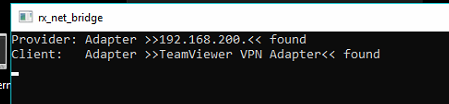 rx_net_bridge
Provider: Adapter >>192.168.200.<< found
Client:   Adapter >>TeamViewer VPN Adapter<< found